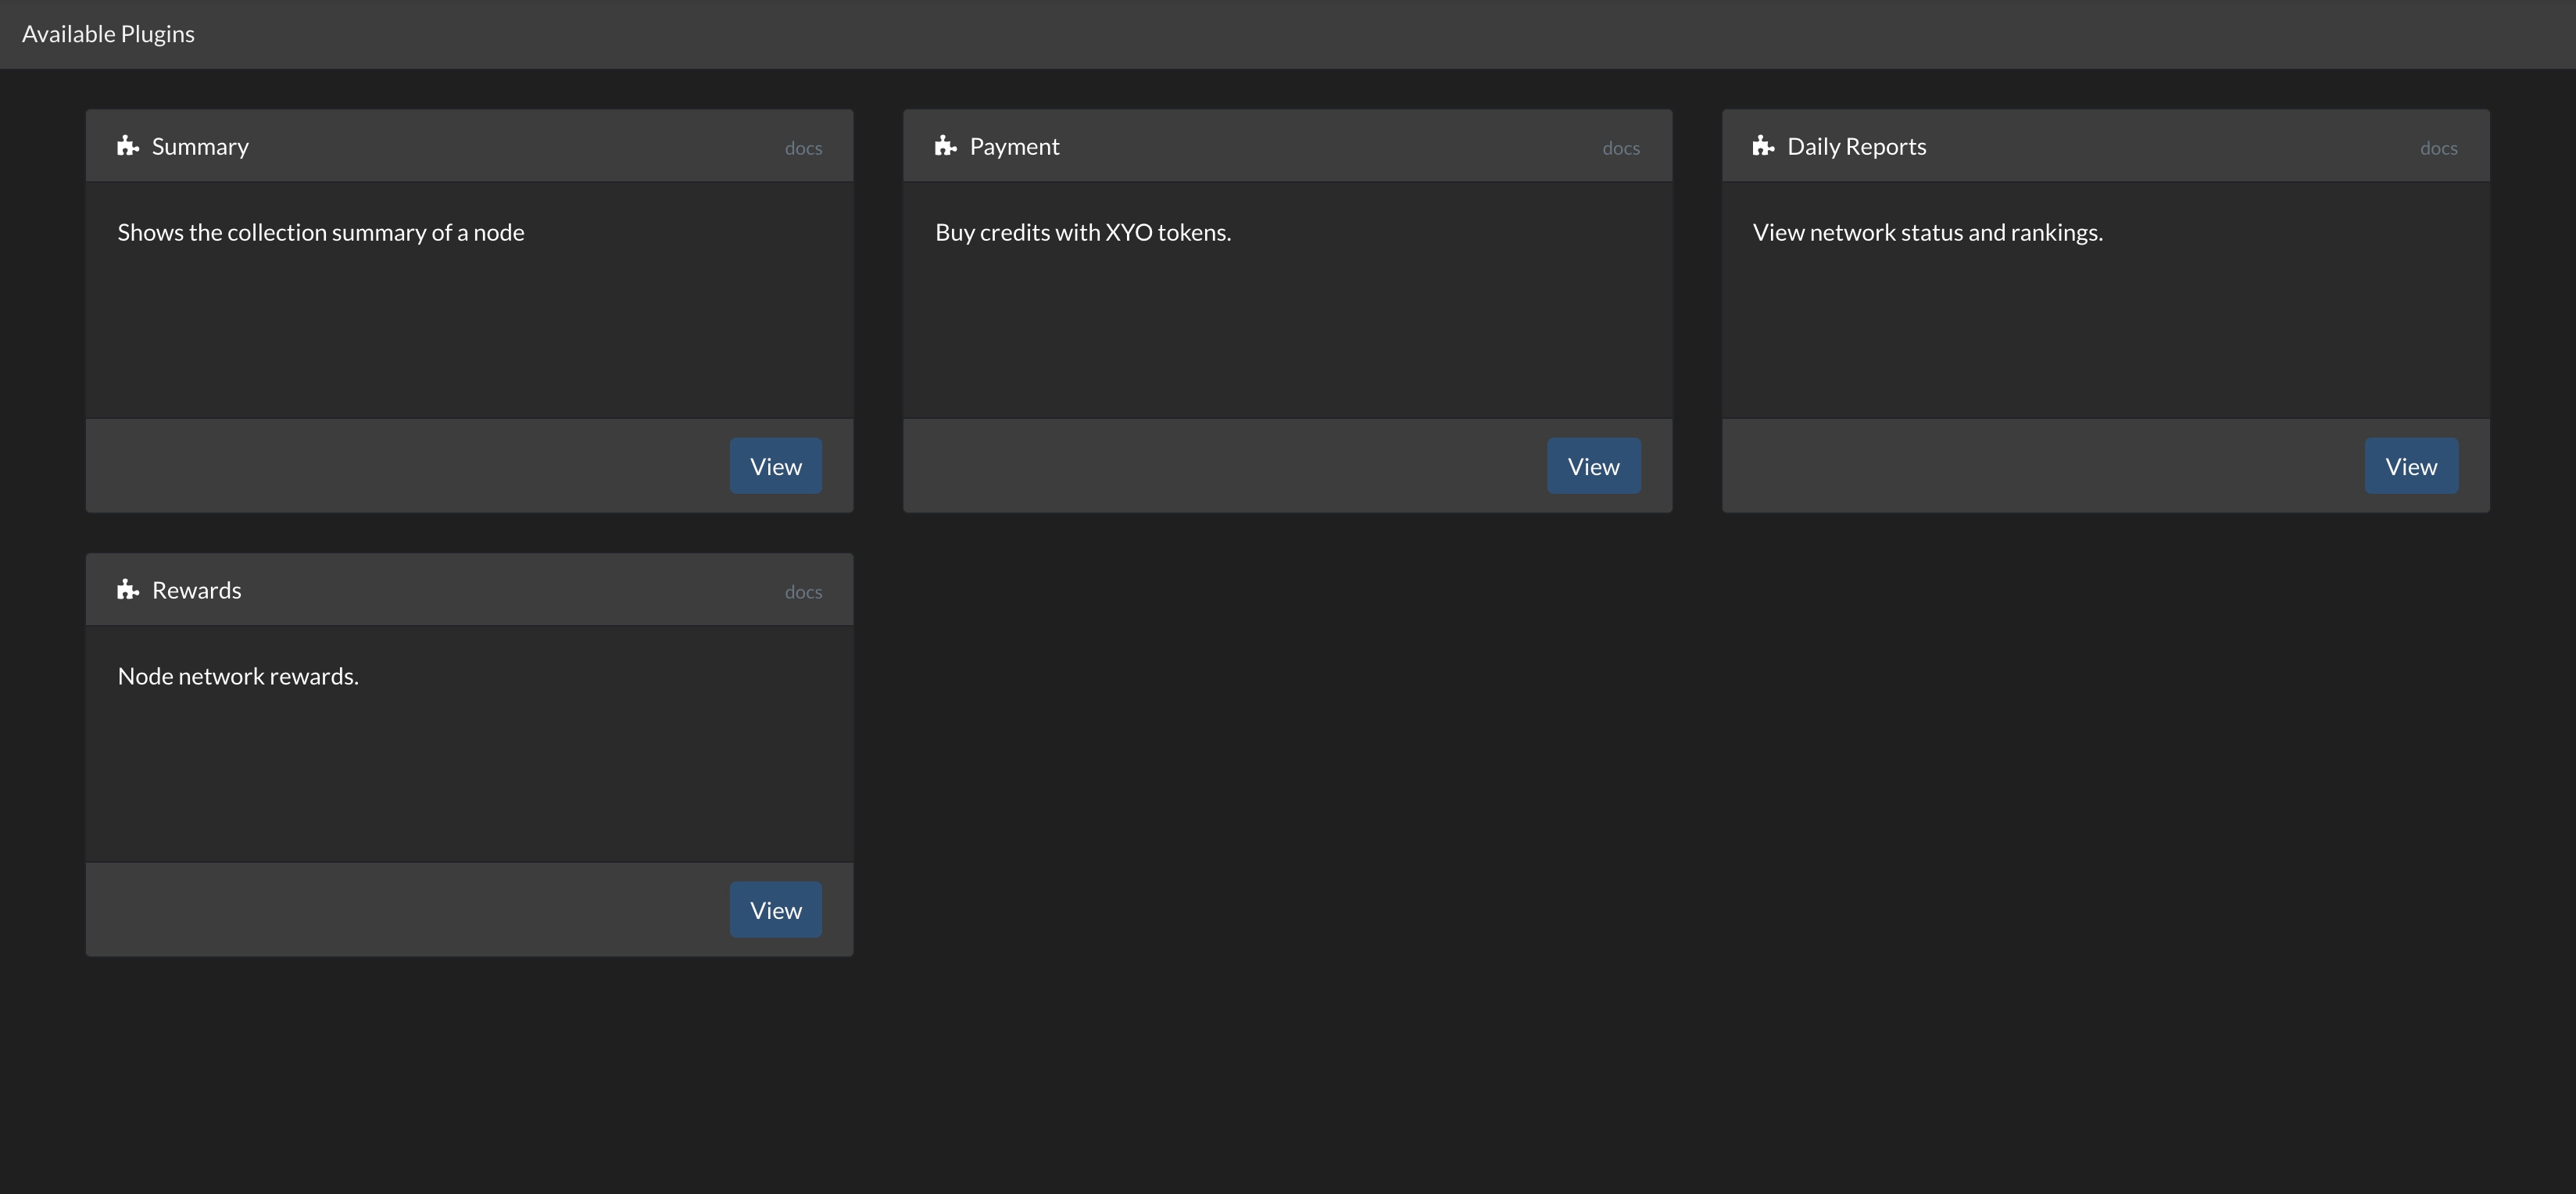 Available Plugins
Summary docs
Shows the collection summary of a node
View
Payment docs
Buy credits with XYO tokens.
View
Daily Reports docs
View network status and rankings.
View
Rewards docs
Node network rewards.
View